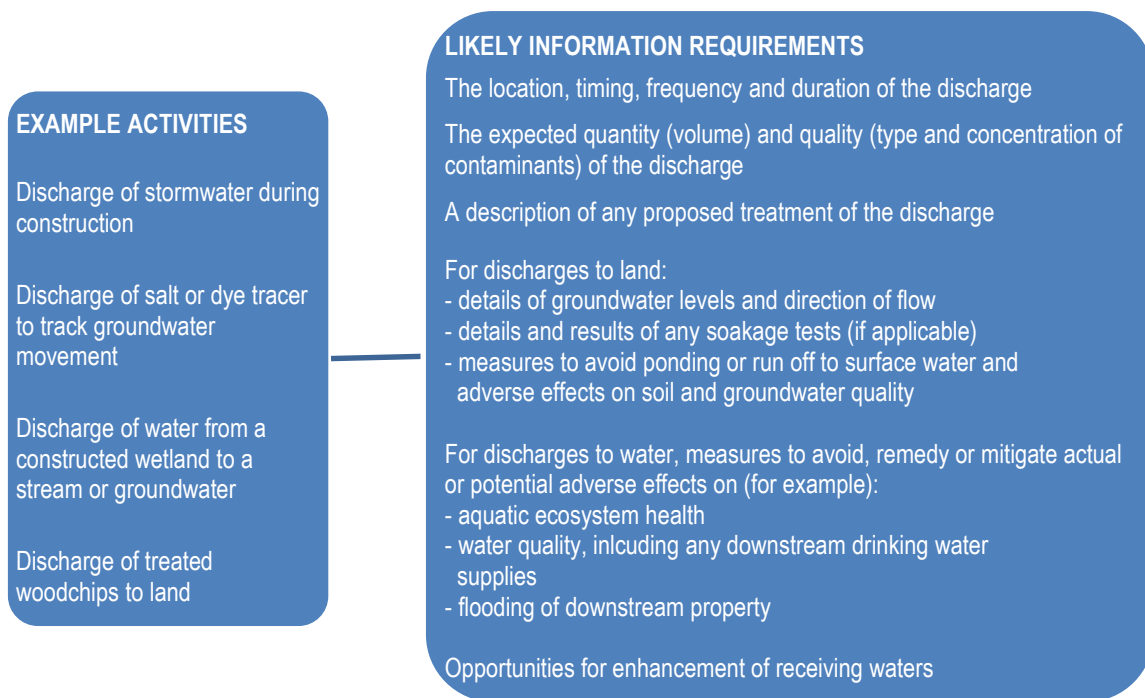 EXAMPLE ACTIVITIES
Discharge of stormwater during
construction
Discharge of salt or dye tracer
to track groundwater
movement
Discharge of water from a
constructed wetland to a
stream or groundwater
Discharge of treated
woodchips to land
LIKELY INFORMATION REQUIREMENTS
The location, timing, frequency and duration of the discharge
The expected quantity (volume) and quality (type and concentration of
contaminants) of the discharge
A description of any proposed treatment of the discharge
For discharges to land:
- details of groundwater levels and direction of flow
- details and results of any soakage tests (if applicable)
- measures to avoid ponding or run off to surface water and
adverse effects on soil and groundwater quality
For discharges to water, measures to avoid, remedy or mitigate actual
or potential adverse effects on (for example):
- aquatic ecosystem health
- water quality, inlcuding any downstream drinking water
supplies
- flooding of downstream property
Opportunities for enhancement of receiving waters